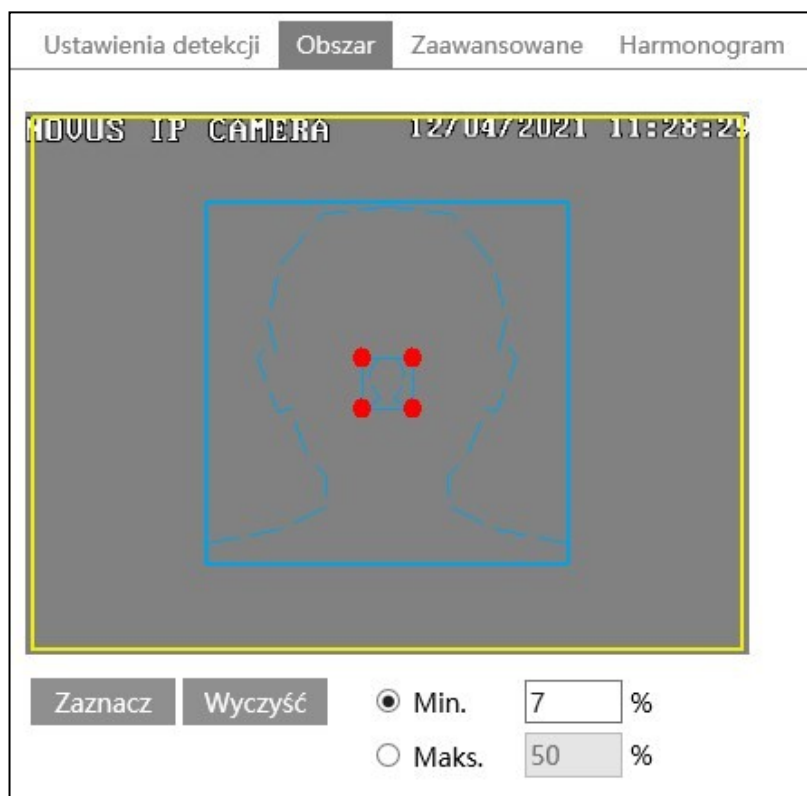 Ustawienia detekcji Obszar Zaawansowane Harmonogram
NOVUS IP CAMERA 12/04/2021 11:28:29
Zaznacz Wyczyść Min. 7 %
Maks. 50 %